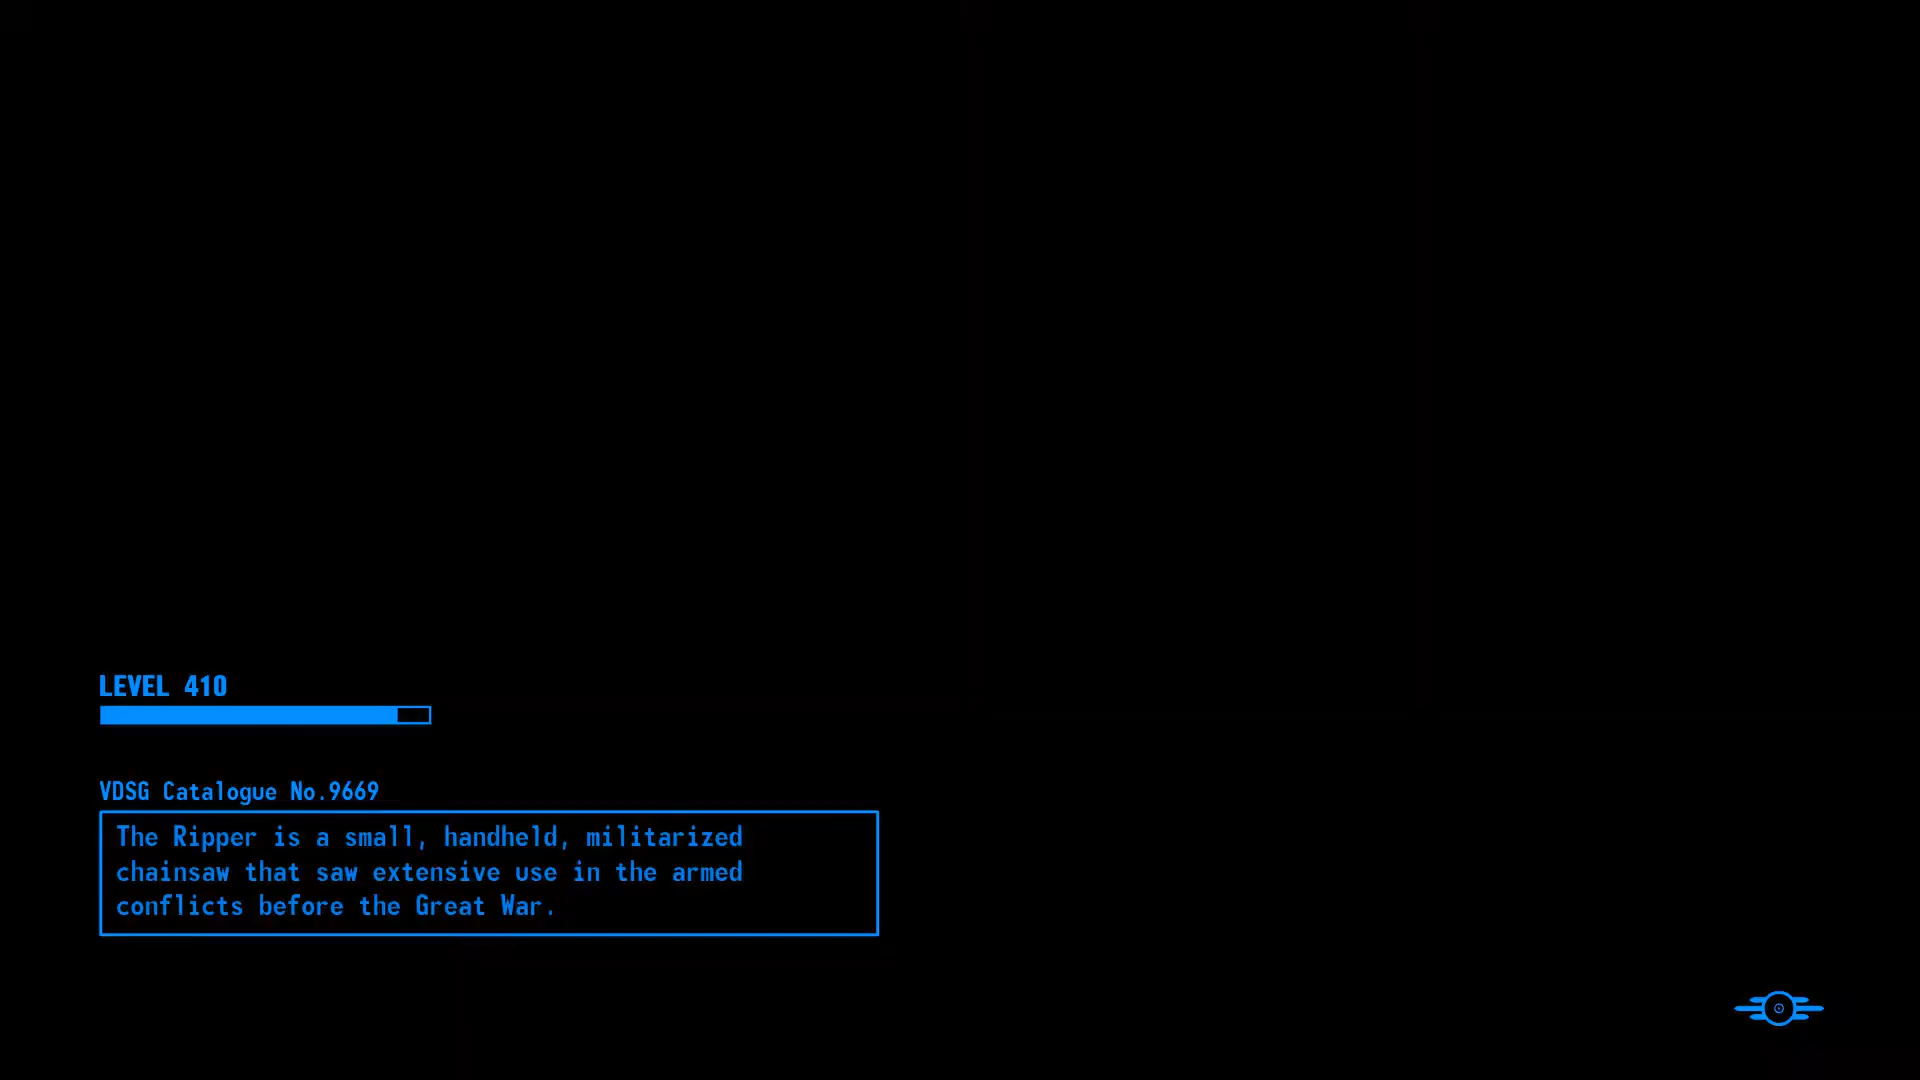 LEVEL 410
VDSG Catalogue No.9669
The Ripper is a small, handheld, militarized
chainsaw that saw extensive use in the armed
conflicts before the Great War.